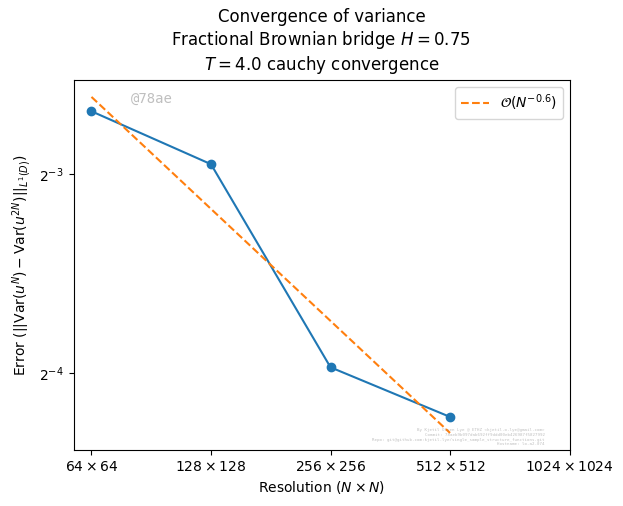 Convergence of variance
Fractional Brownian bridge H = 0.75
T = 4.0 cauchy convergence
@78ae
O(N^{-0.6})
2^{-3}
2^{-4}
Error (||Var(u^N) − Var(u^{2N})||_{L^1(D)})
64 × 64
128 × 128
256 × 256
512 × 512
1024 × 1024
Resolution (N × N)